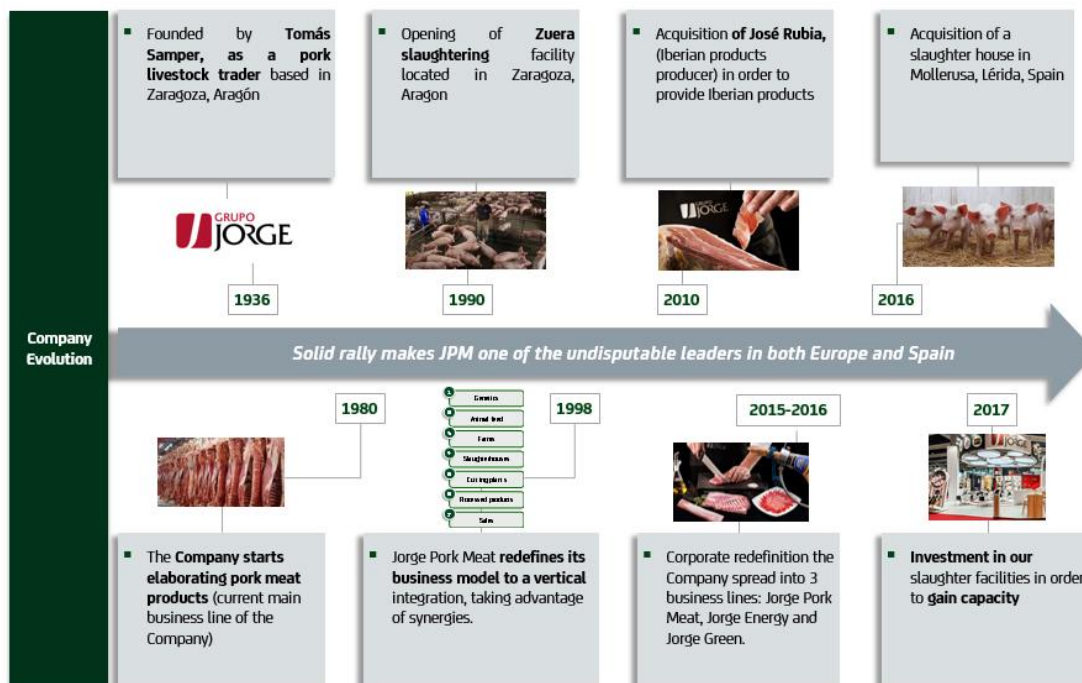 Founded by Tomás
Samper, as a pork
livestock trader based in
Zaragoza, Aragón
Opening of Zuera
slaughtering facility
located in Zaragoza,
Aragon
Acquisition of José Rubia,
(Iberian products
producer) in order to
provide Iberian products
Acquisition of a
slaughter house in
Mollerusa, Lérida, Spain
GRUPO
JORGE
JORGE
1936
1990
2010
2016
Company
Evolution
Solid rally makes JPM one of the undisputable leaders in both Europe and Spain
1980
Genetics
Animal feed
Farms
Slaughterhouses
Cutting plants
Processed products
Sales
1998
2015-2016
2017
JORGE
The Company starts
elaborating pork meat
products (current main
business line of the
Company)
Jorge Pork Meat redefines its
business model to a vertical
integration, taking advantage
of synergies.
Corporate redefinition the
Company spread into 3
business lines: Jorge Pork
Meat, Jorge Energy and
Jorge Green.
Investment in our
slaughter facilities in order
to gain capacity